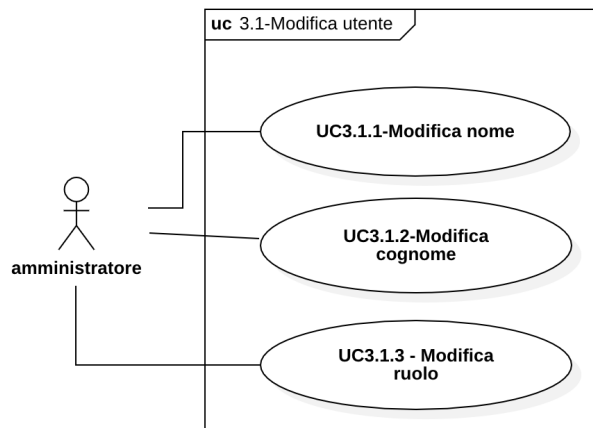 uc 3.1-Modifica utente
UC3.1.1-Modifica nome
UC3.1.2-Modifica
cognome
amministratore
UC3.1.3 - Modifica
ruolo